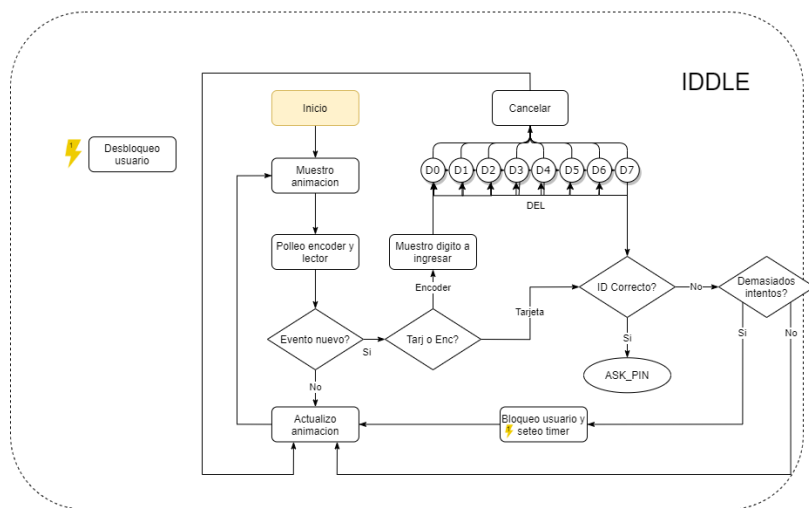 IDDLE
Inicio
Cancelar
1
Desbloqueo
usuario
Muestro
animacion
D0 D1 D2 D3 D4 D5 D6 D7
DEL
Polleo encoder y
lector
Muestro digito a
ingresar
Encoder
ID Correcto?
No
Demasiados
intentos?
Tarjeta
Evento nuevo?
Si
Tarj o Enc?
Si
Si
No
ASK_PIN
No
Actualizo
animacion
Bloqueo usuario y
seteo timer
1